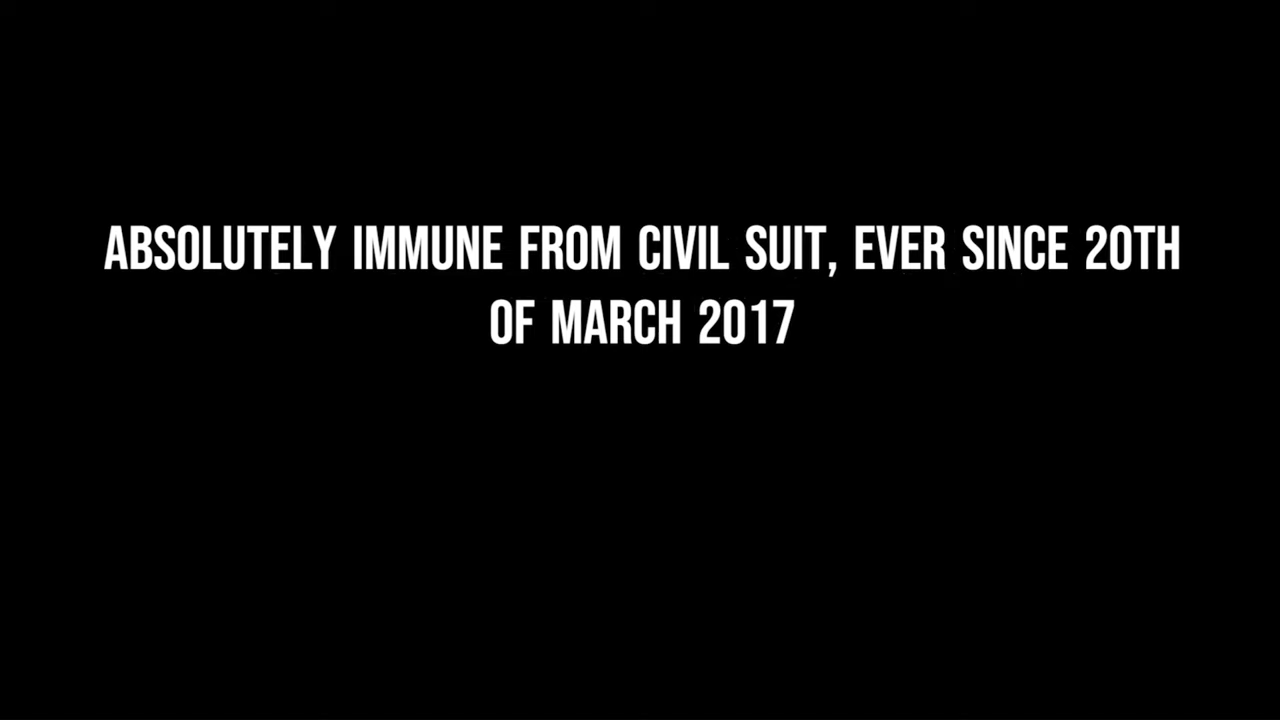 ABSOLUTELY IMMUNE FROM CIVIL SUIT, EVER SINCE 20TH
OF MARCH 2017